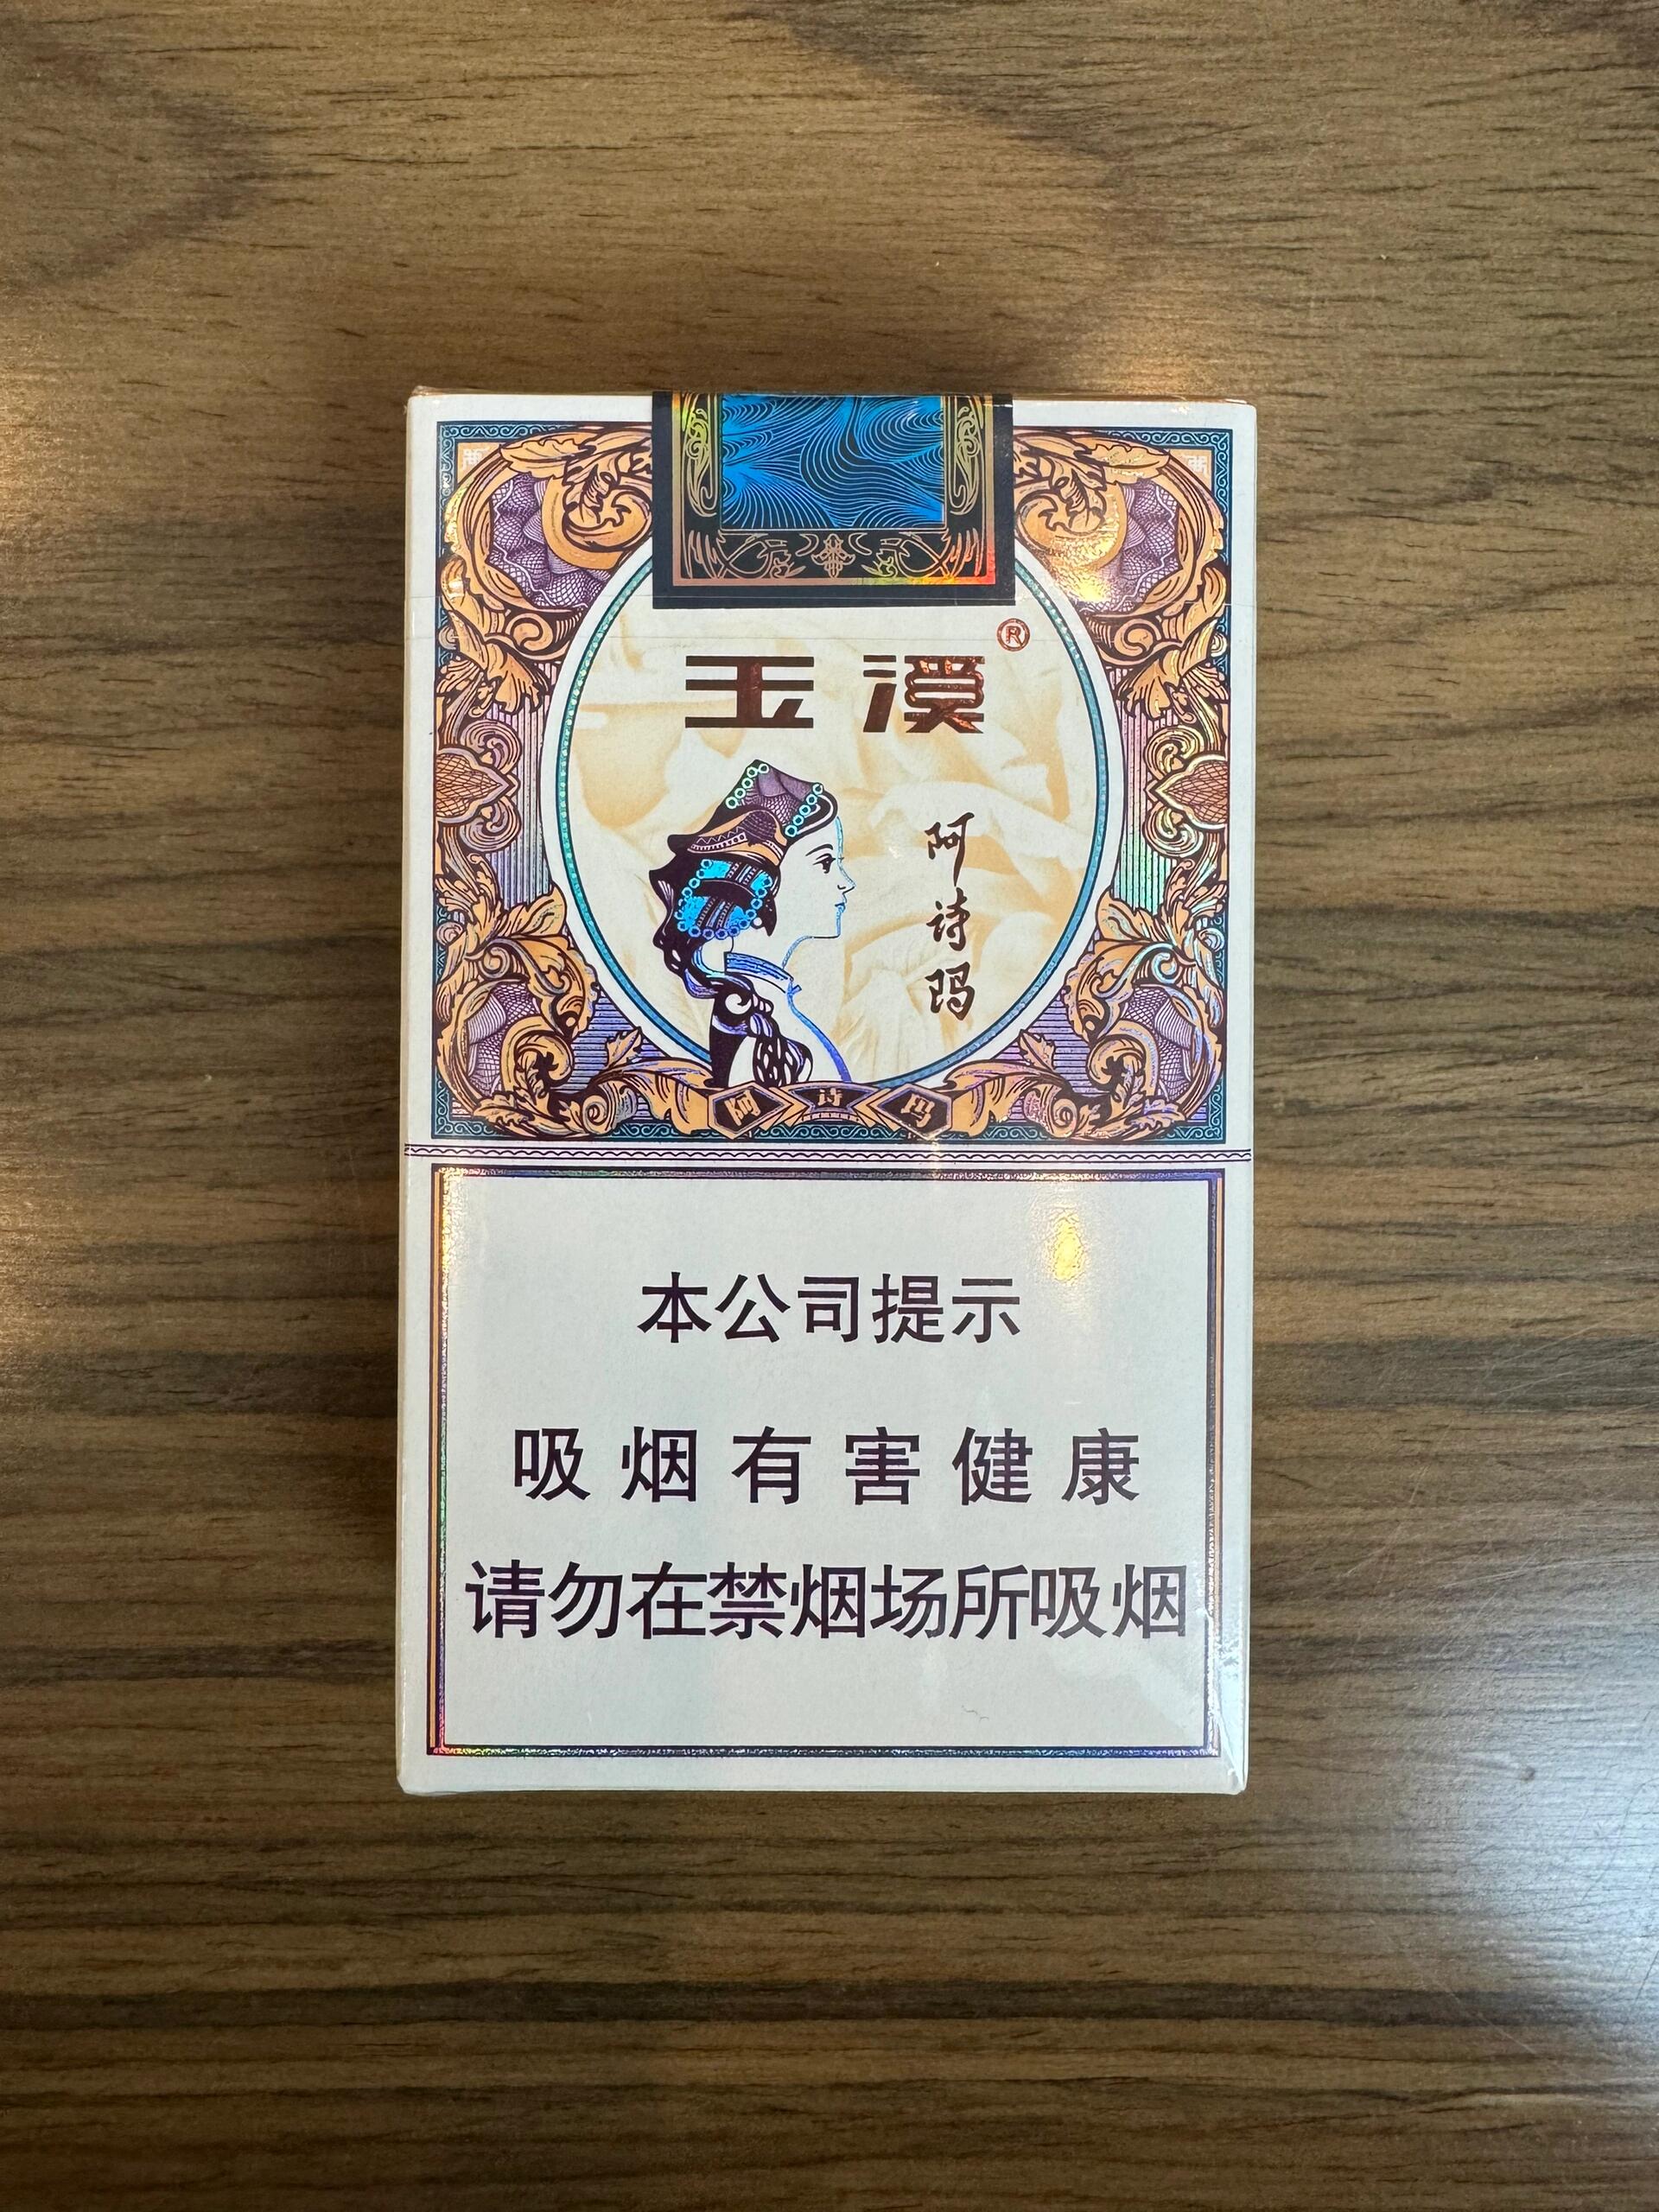 玉溪®
阿诗玛
阿诗玛
本公司提示
吸烟有害健康
请勿在禁烟场所吸烟